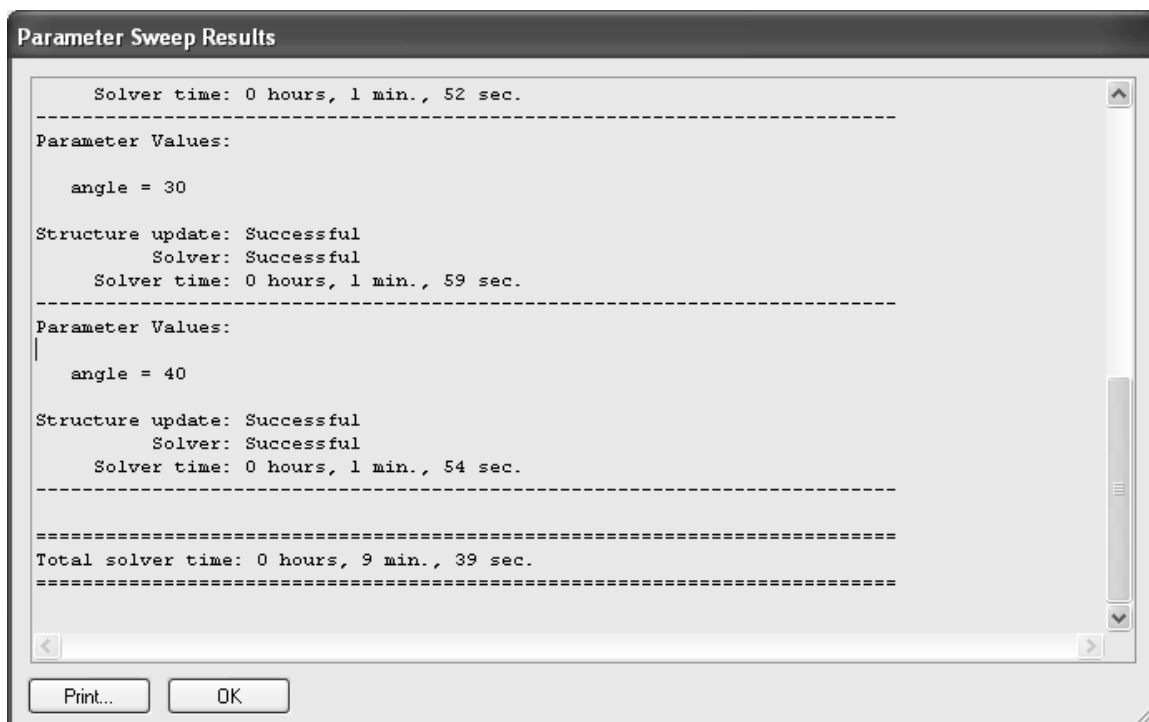 Parameter Sweep Results
Solver time: 0 hours, 1 min., 52 sec.
--------------------------------------------------------------------------
Parameter Values:
angle = 30
Structure update: Successful
Solver: Successful
Solver time: 0 hours, 1 min., 59 sec.
--------------------------------------------------------------------------
Parameter Values:
angle = 40
Structure update: Successful
Solver: Successful
Solver time: 0 hours, 1 min., 54 sec.
--------------------------------------------------------------------------
==========================================================================
Total solver time: 0 hours, 9 min., 39 sec.
==========================================================================
Print...
OK